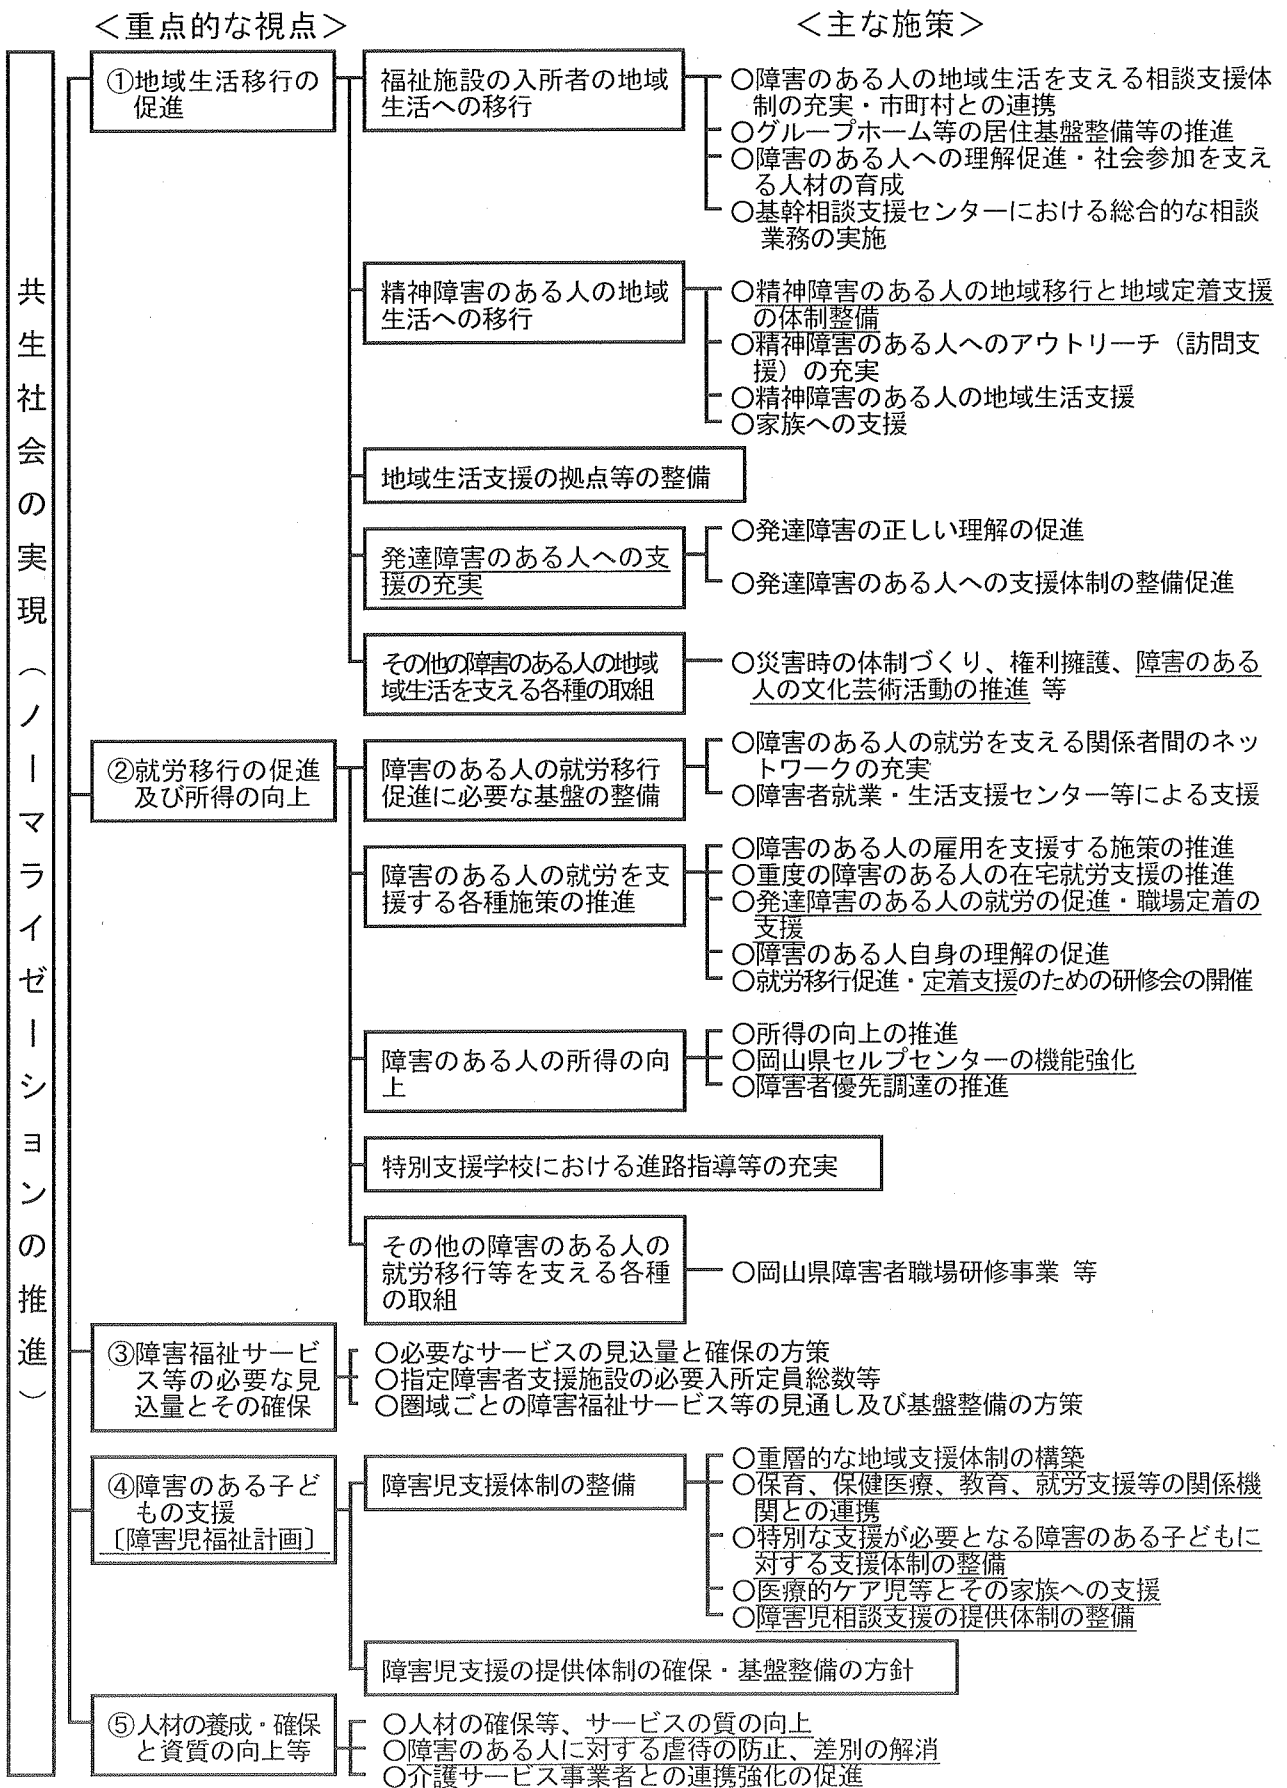 ＜重点的な視点＞
＜主な施策＞
共生社会の実現（ノーマライゼーションの推進）
①地域生活移行の
促進
福祉施設の入所者の地域
生活への移行
○障害のある人の地域生活を支える相談支援体
制の充実・市町村との連携
○グループホーム等の居住基盤整備等の推進
○障害のある人への理解促進・社会参加を支え
る人材の育成
○基幹相談支援センターにおける総合的な相談
業務の実施
精神障害のある人の地域
生活への移行
○精神障害のある人の地域移行と地域定着支援
の体制整備
○精神障害のある人へのアウトリーチ（訪問支
援）の充実
○精神障害のある人の地域生活支援
○家族への支援
地域生活支援の拠点等の整備
発達障害のある人への支
援の充実
○発達障害の正しい理解の促進
○発達障害のある人への支援体制の整備促進
その他の障害のある人の地域
域生活を支える各種の取組
○災害時の体制づくり、権利擁護、障害のある
人の文化芸術活動の推進 等
②就労移行の促進
及び所得の向上
障害のある人の就労移行
促進に必要な基盤の整備
○障害のある人の就労を支える関係者間のネッ
トワークの充実
○障害者就業・生活支援センター等による支援
障害のある人の就労を支
援する各種施策の推進
○障害のある人の雇用を支援する施策の推進
○重度の障害のある人の在宅就労支援の推進
○発達障害のある人の就労の促進・職場定着の
支援
○障害のある人自身の理解の促進
○就労移行促進・定着支援のための研修会の開催
障害のある人の所得の向
上
○所得の向上の推進
○岡山県セルプセンターの機能強化
○障害者優先調達の推進
特別支援学校における進路指導等の充実
その他の障害のある人の
就労移行等を支える各種
の取組
○岡山県障害者職場研修事業 等
③障害福祉サービ
ス等の必要な見
込量とその確保
○必要なサービスの見込量と確保の方策
○指定障害者支援施設の必要入所定員総数等
○圏域ごとの障害福祉サービス等の見通し及び基盤整備の方策
④障害のある子ど
もの支援
〔障害児福祉計画〕
障害児支援体制の整備
○重層的な地域支援体制の構築
○保育、保健医療、教育、就労支援等の関係機
関との連携
○特別な支援が必要となる障害のある子どもに
対する支援体制の整備
○医療的ケア児等とその家族への支援
○障害児相談支援の提供体制の整備
障害児支援の提供体制の確保・基盤整備の方針
⑤人材の養成・確保
と資質の向上等
○人材の確保等、サービスの質の向上
○障害のある人に対する虐待の防止、差別の解消
○介護サービス事業者との連携強化の促進